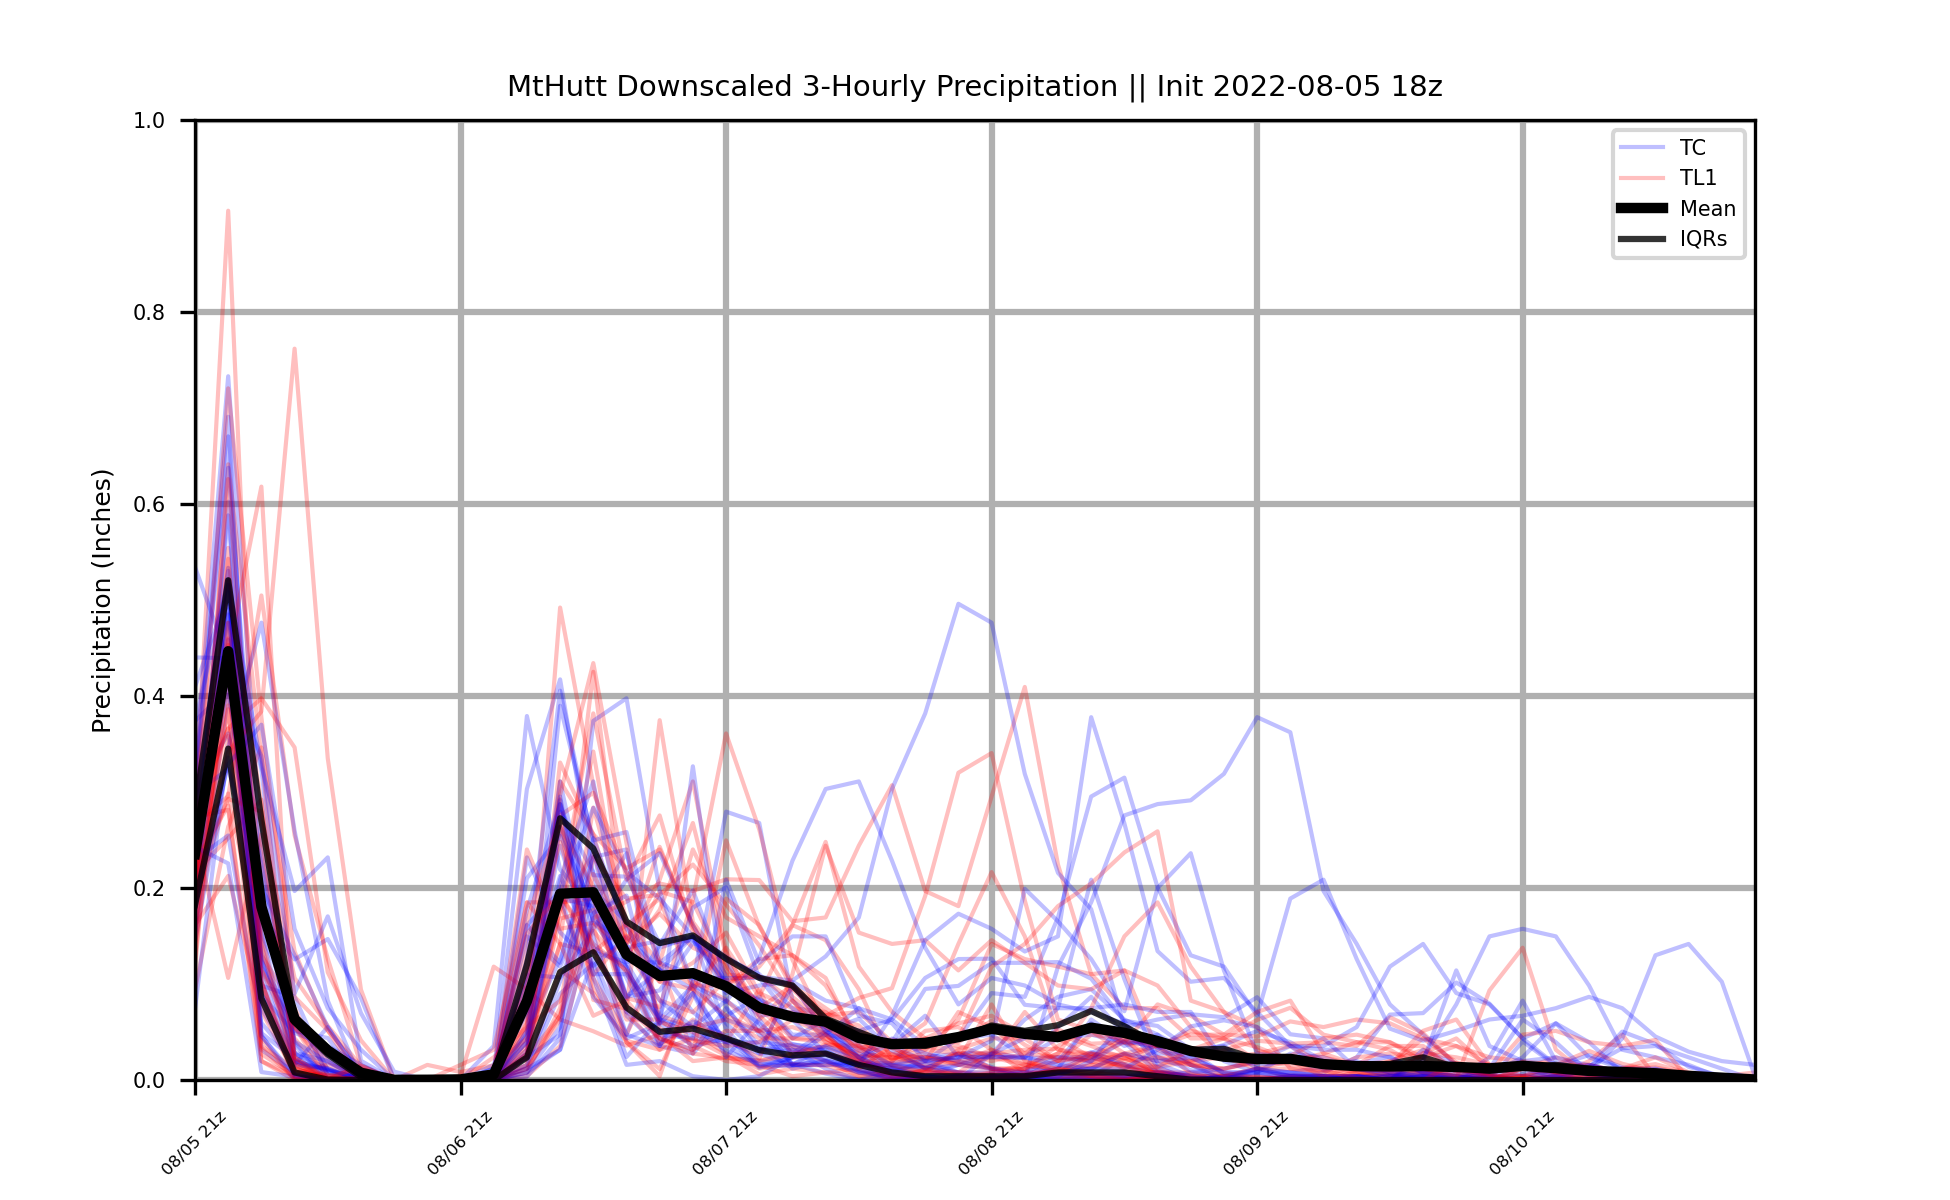 MtHutt Downscaled 3-Hourly Precipitation || Init 2022-08-05 18z
1.0
0.8
0.6
0.4
0.2
0.0
Precipitation (Inches)
TC
TL1
Mean
IQRs
08/05 21z
08/06 21z
08/07 21z
08/08 21z
08/09 21z
08/10 21z